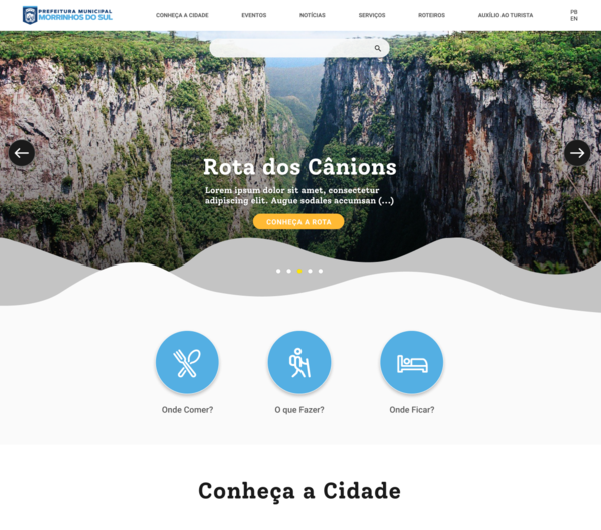 PREFEITURA MUNICIPAL
MORRINHOS DO SUL
CONHEÇA A CIDADE
EVENTOS
INOTÍCIAS
SERVIÇOS
ROTEIROS
AUXÍLIO AO TURISTA
PB
EN
Rota dos Cânions
Lorem ipsum dolor sit amet, consectetur
adipiscing elit. Augue sodales accumsan (...)
CONHEÇA A ROTA
Onde Comer?
O que Fazer?
Onde Ficar?
Conheça a Cidade